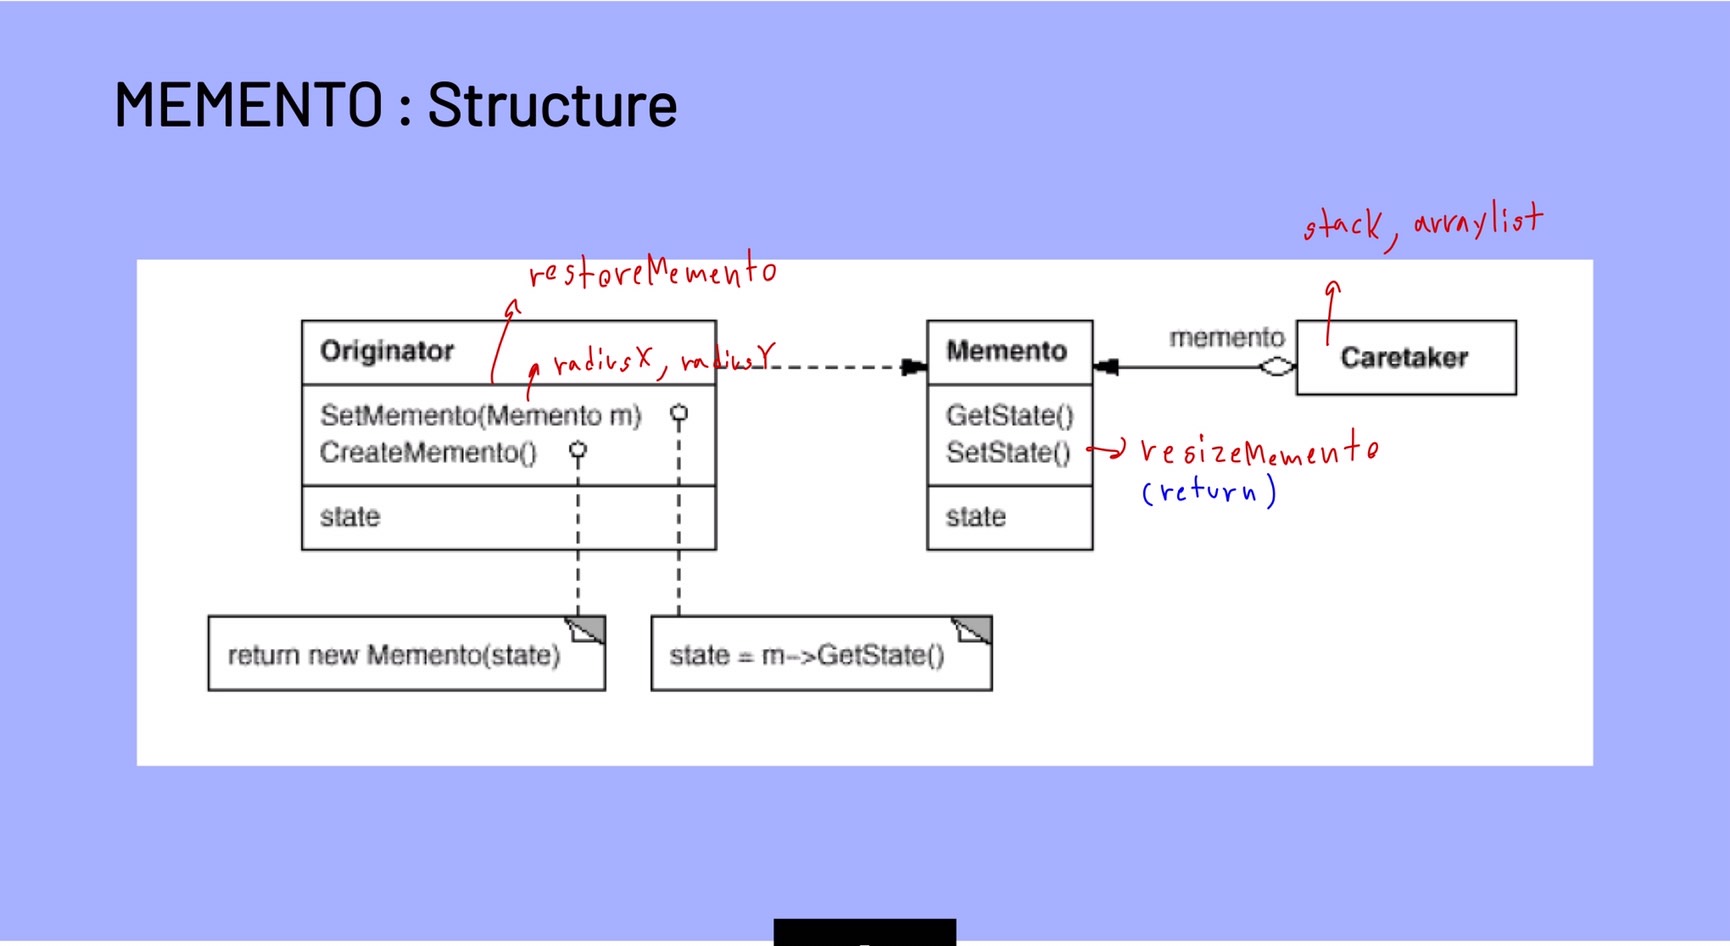 MEMENTO : Structure
stack, arraylist
restoreMemento
Originator
radiusX, radiusY
Memento
memento
Caretaker
SetMemento(Memento m)
CreateMemento()
GetState()
SetState()
resizeMemento
(return)
state
state
return new Memento(state)
state = m->GetState()